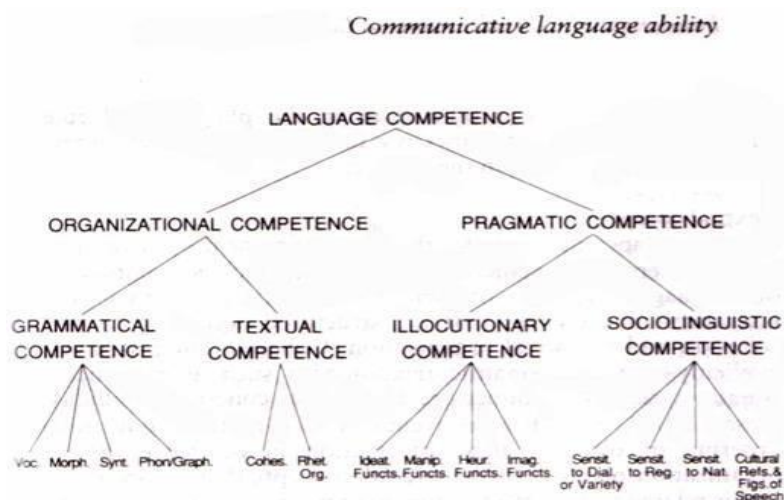 Communicative language ability
LANGUAGE COMPETENCE
ORGANIZATIONAL COMPETENCE
PRAGMATIC COMPETENCE
GRAMMATICAL
COMPETENCE
TEXTUAL
COMPETENCE
ILLOCUTIONARY
COMPETENCE
SOCIOLINGUISTIC
COMPETENCE
Voc. Morph. Synt. Phon/Graph.
Cohes. Rhet.
Org.
Ideat.
Functs.
Manip.
Functs.
Heur.
Functs.
Imag.
Functs.
Sensit.
to Dial.
or Variety
Sensit.
to Reg.
Sensit.
to Nat.
Cultural
Refs. &
Figs. of
Speech